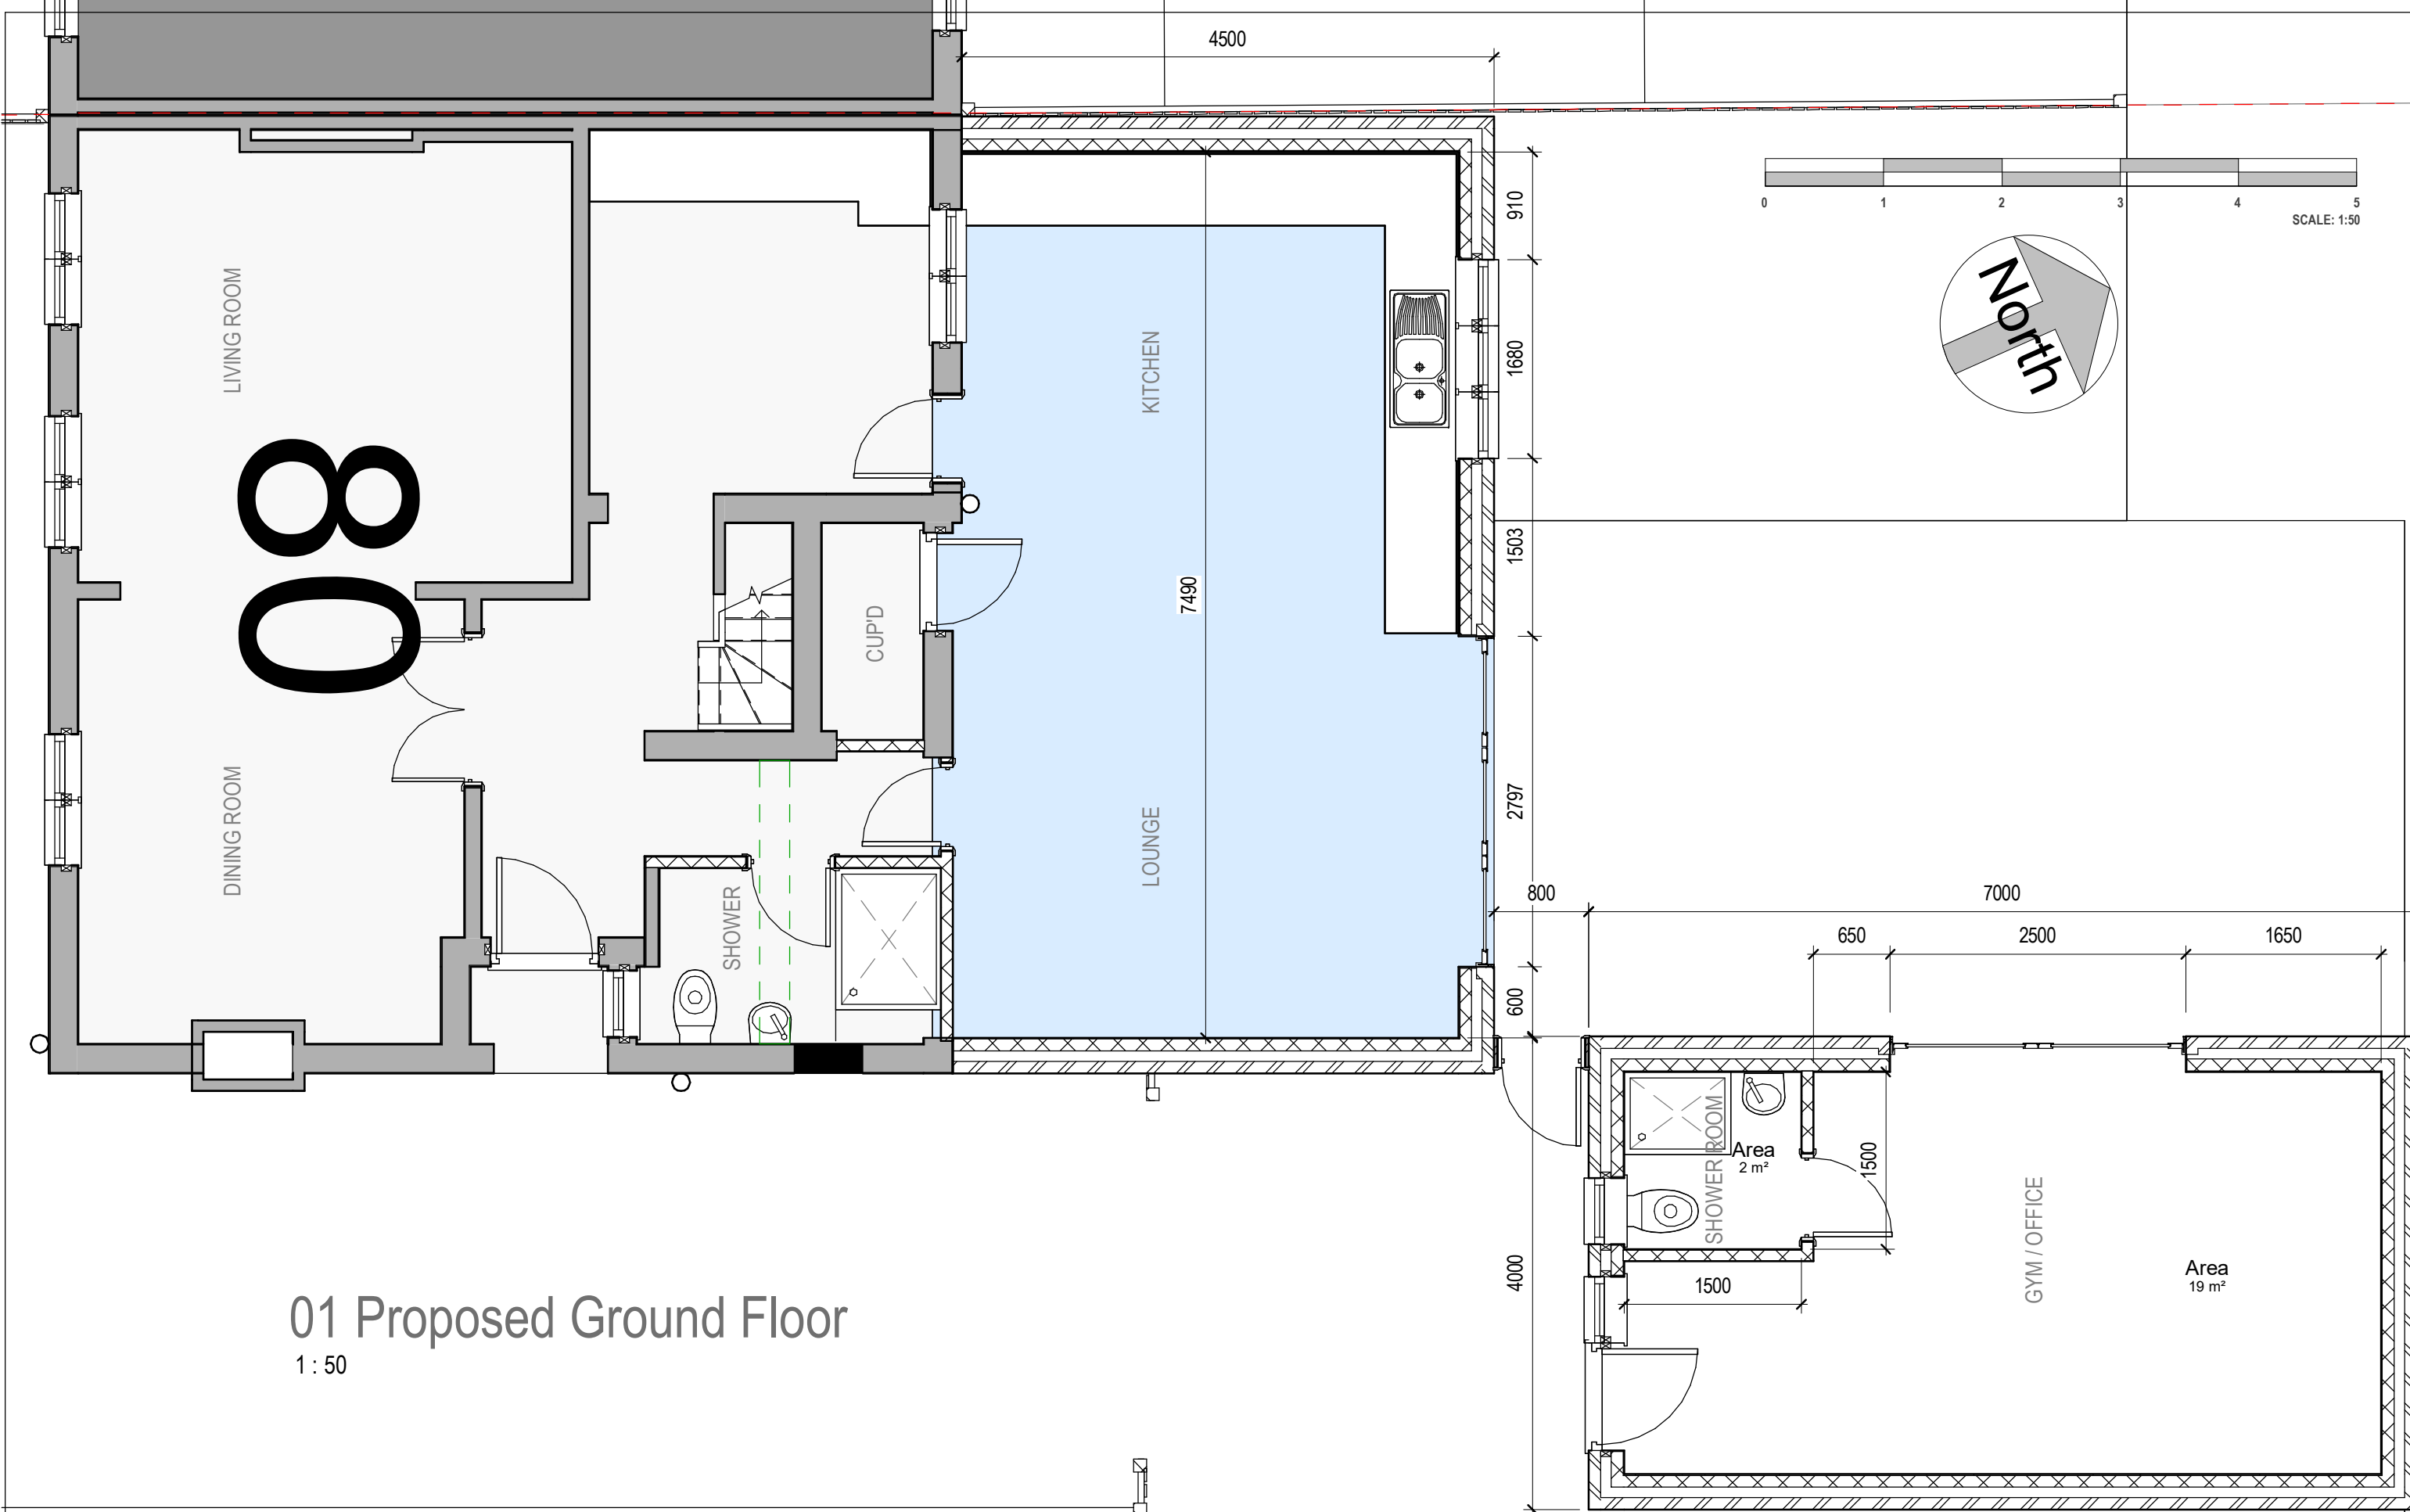 4500
910
0 1 2 3 4 5
SCALE: 1:50
North
LIVING ROOM
KITCHEN
1680
08
1503
7490
CUP'D
DINING ROOM
LOUNGE
2797
SHOWER
800
7000
650
2500
1650
600
SHOWER ROOM
Area
2 m²
1500
GYM / OFFICE
Area
19 m²
4000
1500
01 Proposed Ground Floor
1 : 50